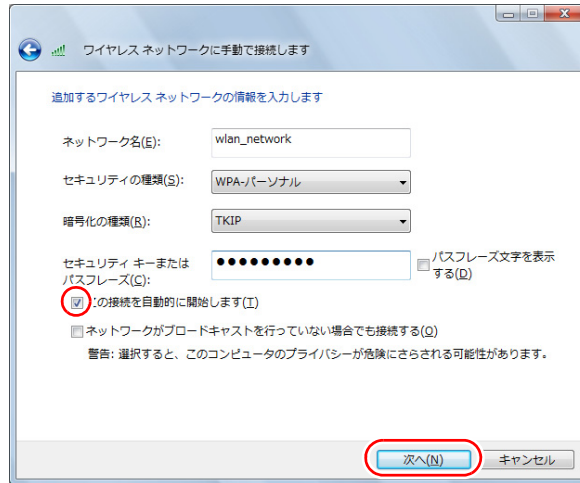 ワイヤレス ネットワークに手動で接続します
追加するワイヤレス ネットワークの情報を入力します
ネットワーク名(E): wlan_network
セキュリティの種類(S): WPA-パーソナル
暗号化の種類(R): TKIP
セキュリティ キーまたは ●●●●●●●●● パスフレーズ文字を表示
パスフレーズ(C): する(D)
この接続を自動的に開始します(T)
ネットワークがブロードキャストを行っていない場合でも接続する(O)
警告: 選択すると、このコンピュータのプライバシーが危険にさらされる可能性があります。
次へ(N) キャンセル